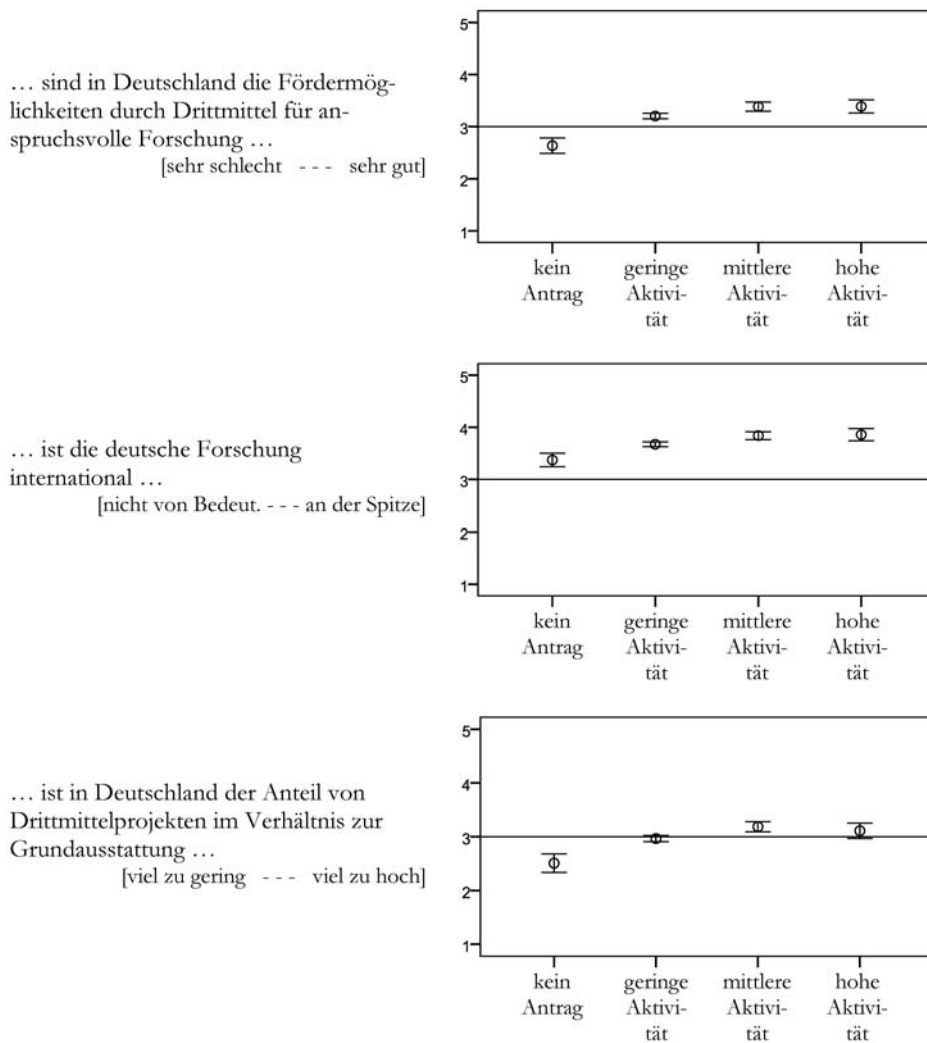 … sind in Deutschland die Fördermög-
lichkeiten durch Drittmittel für an-
spruchsvolle Forschung …
[sehr schlecht - - - sehr gut]
5
4
3
2
1
kein
Antrag
geringe
Aktivi-
tät
mittlere
Aktivi-
tät
hohe
Aktivi-
tät
… ist die deutsche Forschung
international …
[nicht von Bedeut. - - - an der Spitze]
5
4
3
2
1
kein
Antrag
geringe
Aktivi-
tät
mittlere
Aktivi-
tät
hohe
Aktivi-
tät
… ist in Deutschland der Anteil von
Drittmittelprojekten im Verhältnis zur
Grundausstattung …
[viel zu gering - - - viel zu hoch]
5
4
3
2
1
kein
Antrag
geringe
Aktivi-
tät
mittlere
Aktivi-
tät
hohe
Aktivi-
tät